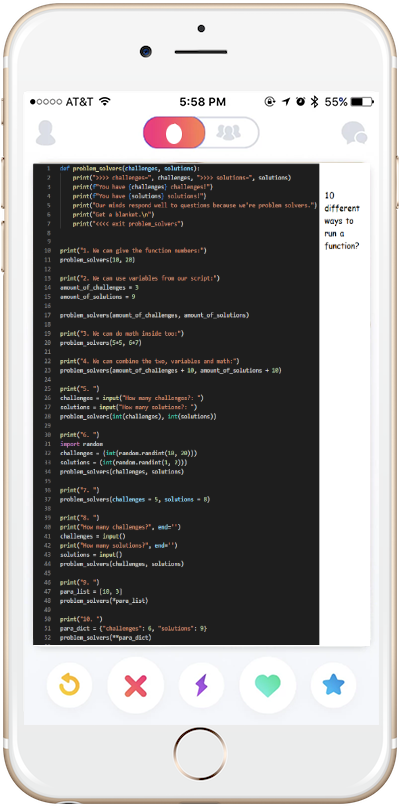 AT&T 5:58 PM 55%
1 def problem_solvers(challenges, solutions):
2 print(">>>> challenges=", challenges, ">>>> solutions=", solutions)
3 print(f"You have {challenges} challenges!")
4 print(f"You have {solutions} solutions!")
5 print("Our minds respond well to questions because we're problem solvers.")
6 print("Get a blanket.\n")
7 print("<<<< exit problem_solvers")
8
9
10 print("1. We can give the function numbers:")
11 problem_solvers(10, 28)
12
13 print("2. We can use variables from our script:")
14 amount_of_challenges = 3
15 amount_of_solutions = 9
16
17 problem_solvers(amount_of_challenges, amount_of_solutions)
18
19 print("3. We can do math inside too:")
20 problem_solvers(5+5, 6+7)
21
22 print("4. We can combine the two, variables and math:")
23 problem_solvers(amount_of_challenges + 10, amount_of_solutions + 10)
24
25 print("5. ")
26 challenges = input("How many challenges?: ")
27 solutions = input("How many solutions?: ")
28 problem_solvers(int(challenges), int(solutions))
29
30 print("6. ")
31 import random
32 challenges = (int(random.randint(10, 20)))
33 solutions = (int(random.randint(1, 2)))
34 problem_solvers(challenges, solutions)
35
36 print("7. ")
37 problem_solvers(challenges = 5, solutions = 8)
38
39 print("8. ")
40 print("How many challenges?", end='')
41 challenges = input()
42 print("How many solutions?", end='')
43 solutions = input()
44 problem_solvers(challenges, solutions)
45
46 print("9. ")
47 para_list = [10, 3]
48 problem_solvers(*para_list)
49
50 print("10. ")
51 para_dict = {"challenges": 6, "solutions": 9}
52 problem_solvers(**para_dict)
10
different
ways to
run a
function?